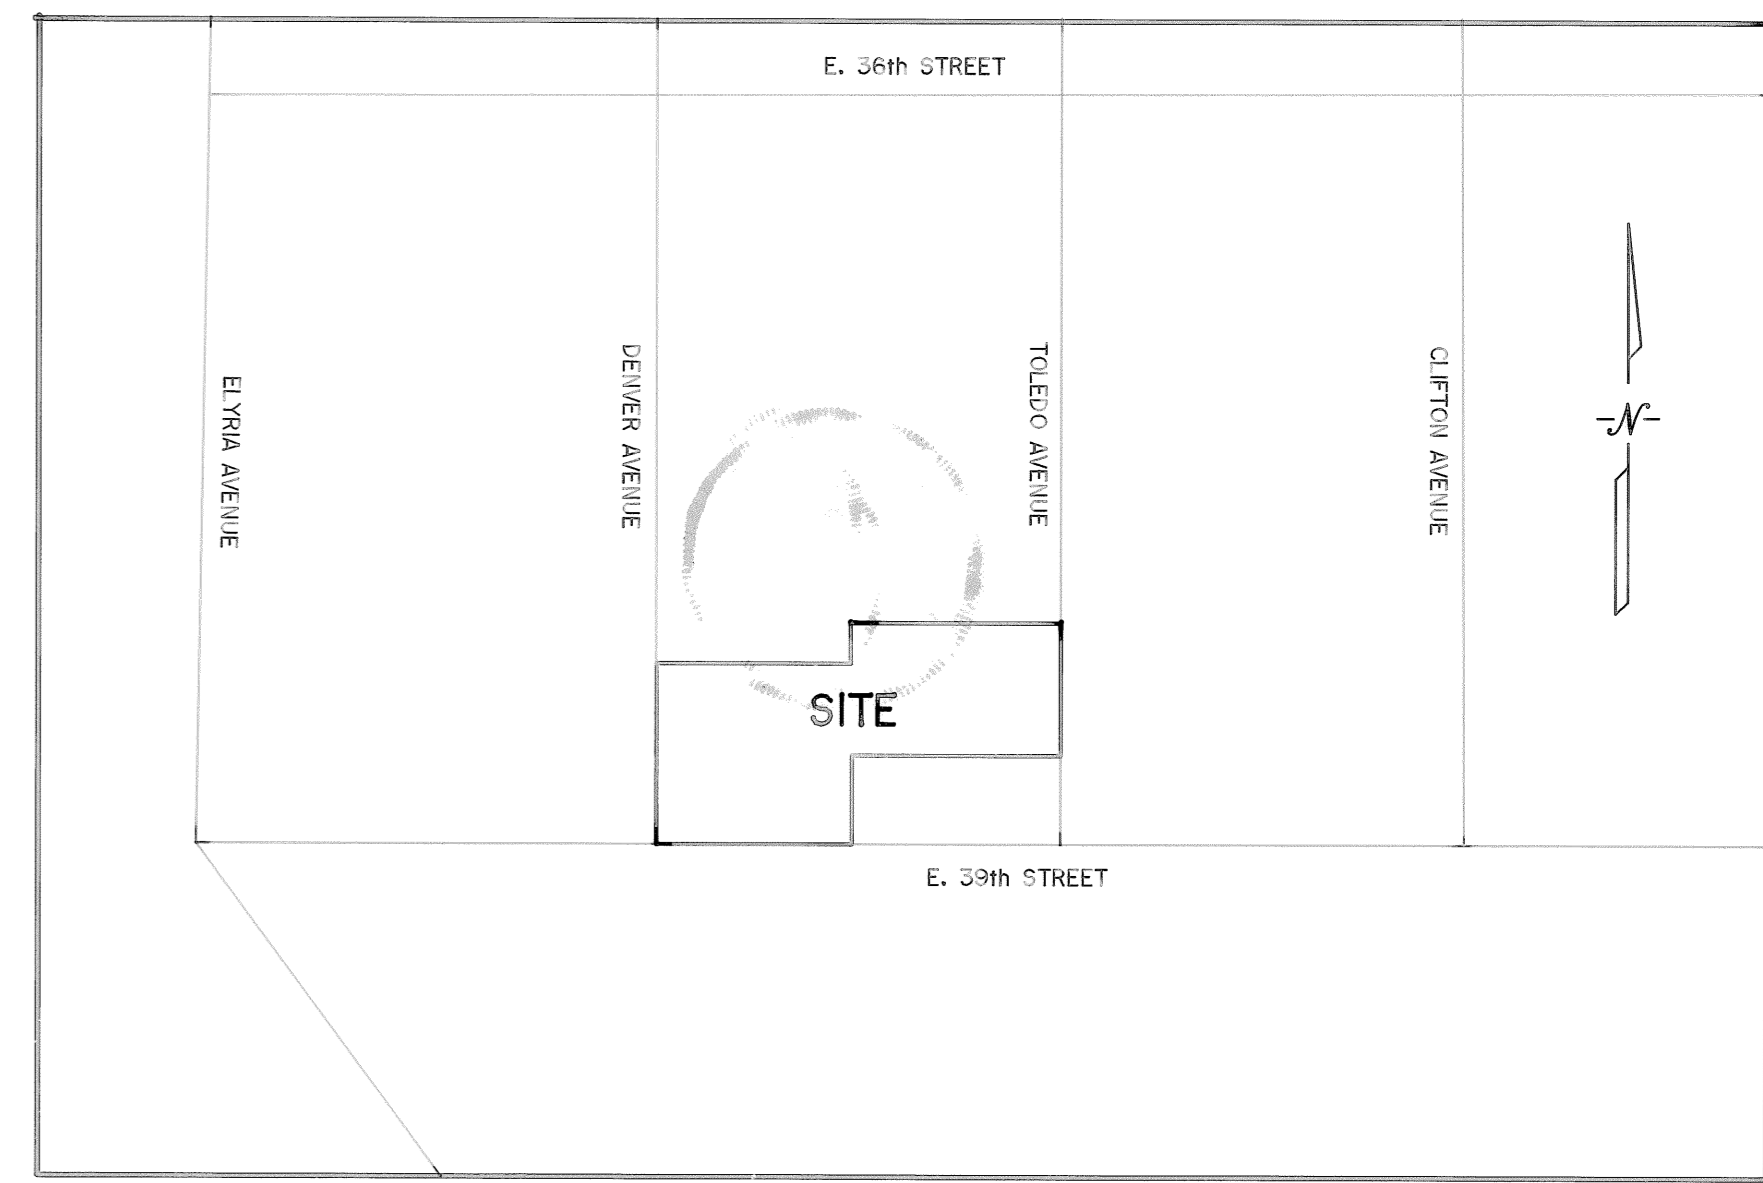 E. 36th STREET
ELYRIA AVENUE
DENVER AVENUE
TOLEDO AVENUE
CLIFTON AVENUE
-N-
SITE
E. 39th STREET